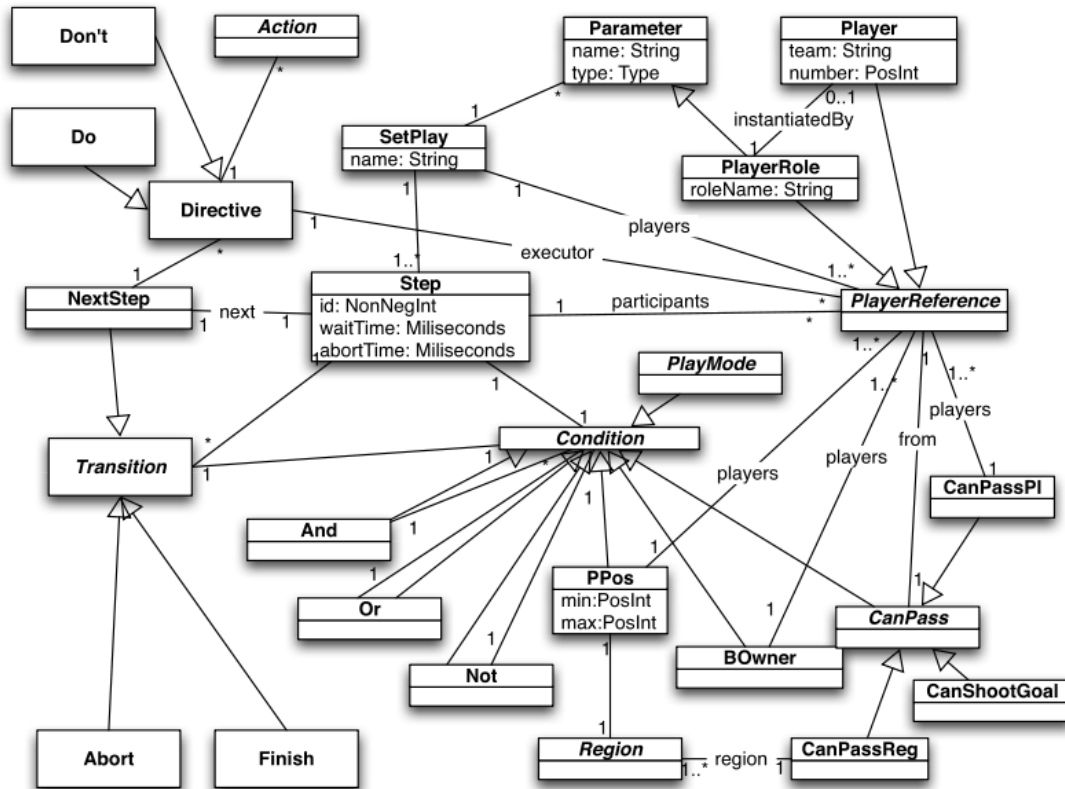 Don't
Action
*
Parameter
name: String
type: Type
Player
team: String
number: PosInt
0..1
instantiatedBy
1
*
1
Do
SetPlay
name: String
PlayerRole
roleName: String
1
1
1
Directive
1
players
executor
*
1..*
1..*
1
NextStep
next
1
1
Step
id: NonNegInt
waitTime: Miliseconds
abortTime: Miliseconds
1
1
participants
*
*
PlayerReference
1..*
1..*
1
1..*
PlayMode
1
1
players
from
Transition
*
1
Condition
1
*
1
players
players
1
CanPassPl
And
1
1
1
PPos
min:PosInt
max:PosInt
1
Or
1
1
CanPass
Not
1
1
BOwner
CanShootGoal
1
Abort
Finish
Region
1..*
region
1
CanPassReg